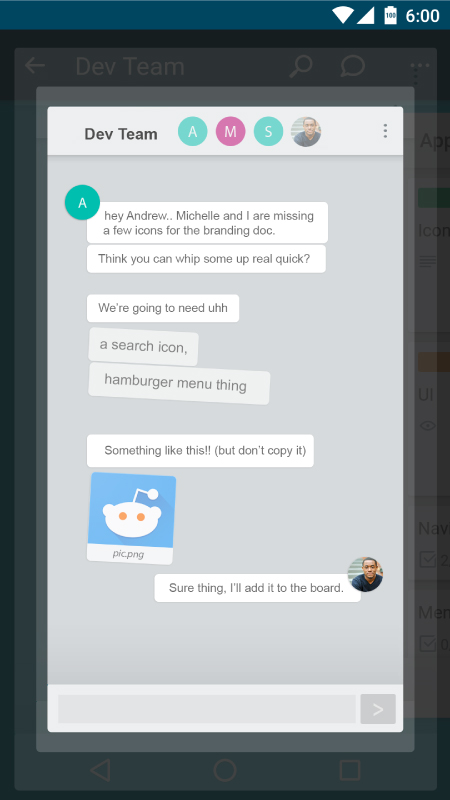 6:00
100
Dev Team
App
Dev Team
A
M
S
A
hey Andrew.. Michelle and I are missing
a few icons for the branding doc.
Think you can whip some up real quick?
We're going to need uhh
a search icon,
hamburger menu thing
Something like this!! (but don't copy it)
pic.png
Sure thing, I'll add it to the board.
>
Icon
UI
Nav
2
Men
0